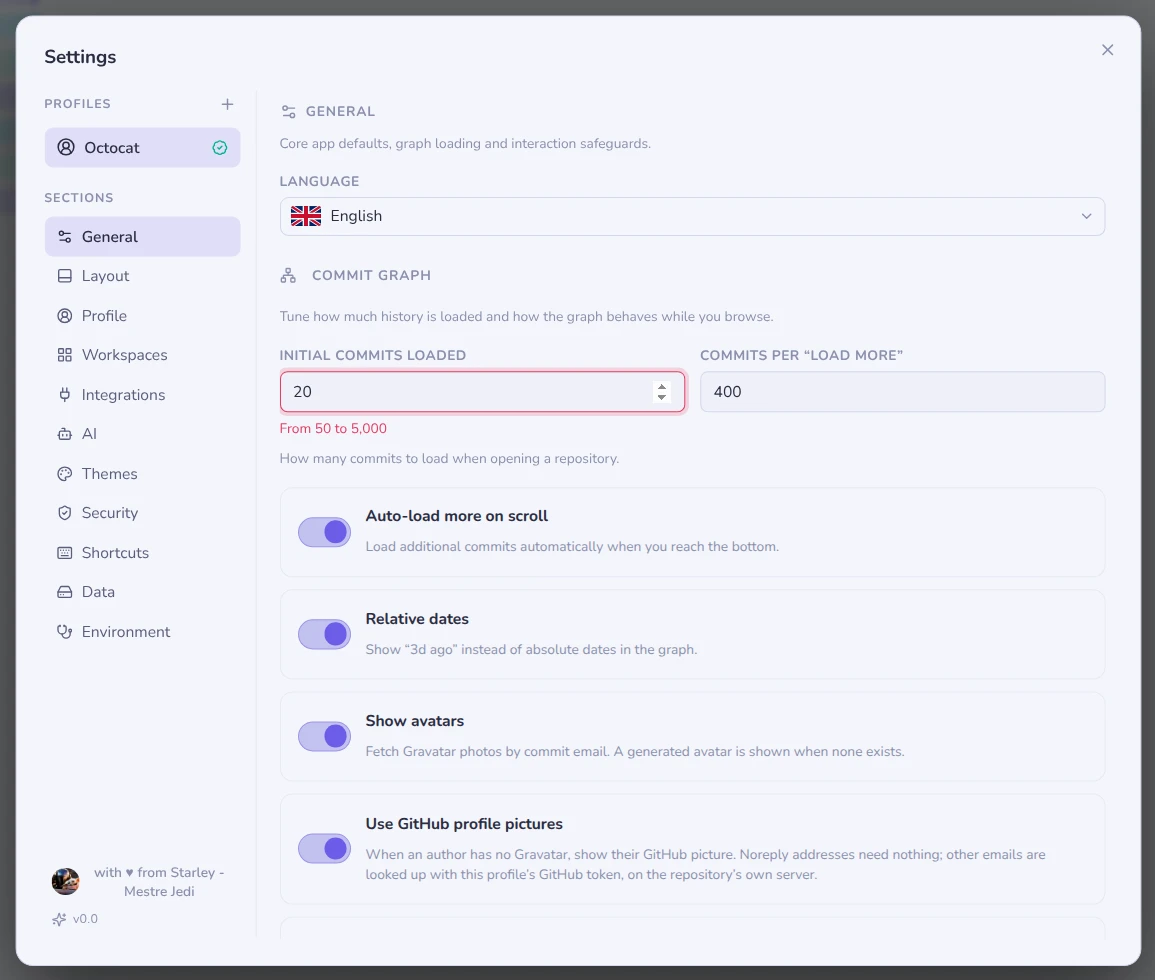 Settings
PROFILES
Octocat
SECTIONS
General
Layout
Profile
Workspaces
Integrations
AI
Themes
Security
Shortcuts
Data
Environment
with ♥ from Starley -
Mestre Jedi
v0.0
GENERAL
Core app defaults, graph loading and interaction safeguards.
LANGUAGE
English
COMMIT GRAPH
Tune how much history is loaded and how the graph behaves while you browse.
INITIAL COMMITS LOADED
20
From 50 to 5,000
How many commits to load when opening a repository.
COMMITS PER “LOAD MORE”
400
Auto-load more on scroll
Load additional commits automatically when you reach the bottom.
Relative dates
Show “3d ago” instead of absolute dates in the graph.
Show avatars
Fetch Gravatar photos by commit email. A generated avatar is shown when none exists.
Use GitHub profile pictures
When an author has no Gravatar, show their GitHub picture. Noreply addresses need nothing; other emails are
looked up with this profile’s GitHub token, on the repository’s own server.